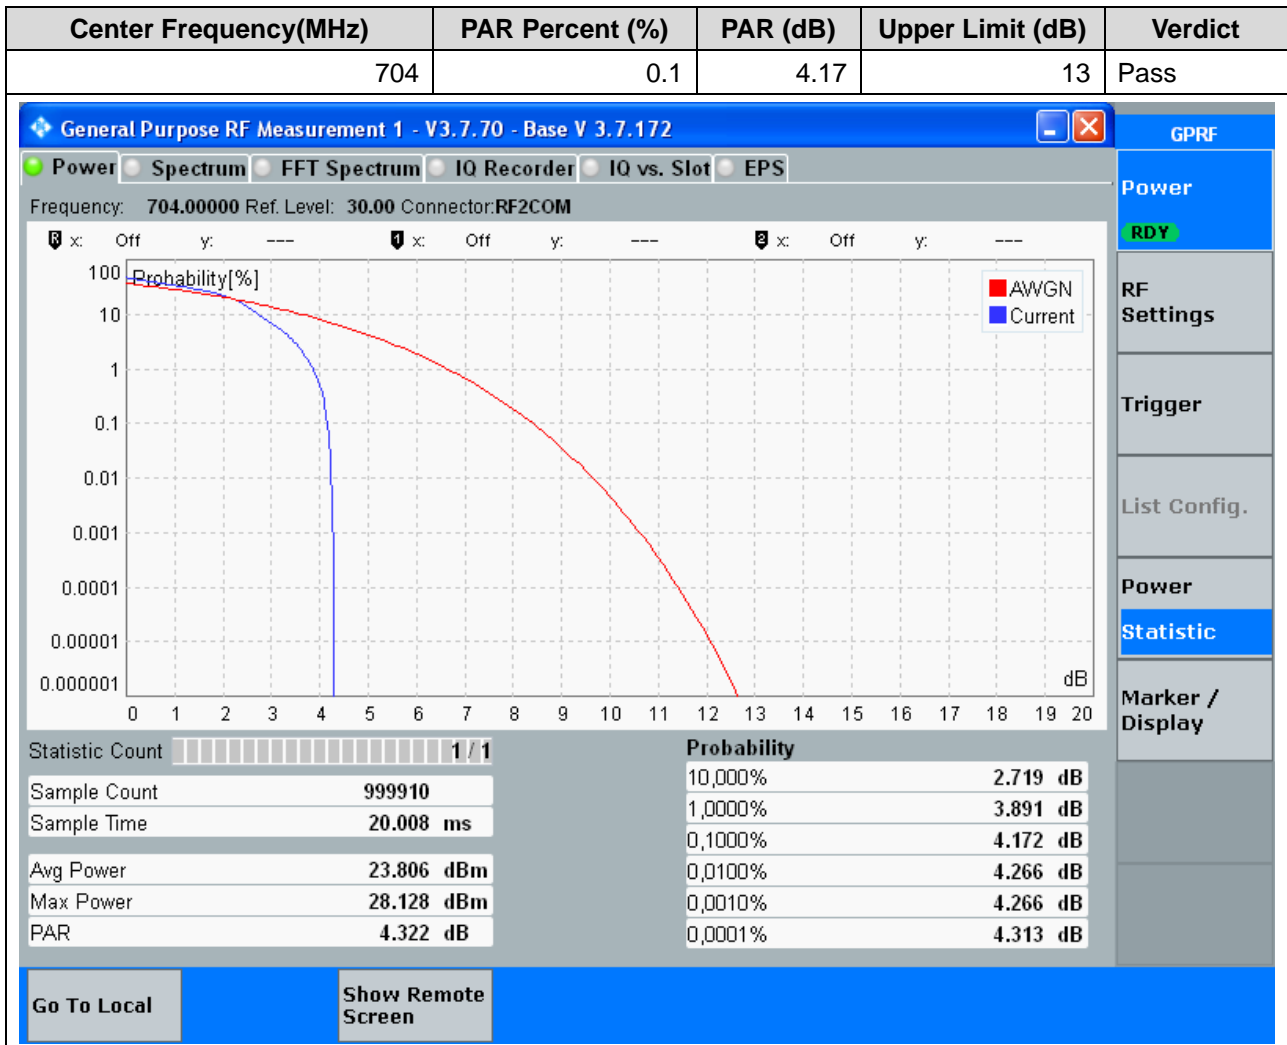 Center Frequency(MHz) PAR Percent (%) PAR (dB) Upper Limit (dB) Verdict
704 0.1 4.17 13 Pass
General Purpose RF Measurement 1 - V3.7.70 - Base V 3.7.172
GPRF
Power Spectrum FFT Spectrum IQ Recorder IQ vs. Slot EPS
Power
RDY
Frequency: 704.00000 Ref. Level: 30.00 Connector:RF2COM
R x: Off y: --- 1 x: Off y: --- 2 x: Off y: ---
Probability[%]
AWGN
Current
100
10
1
0.1
0.01
0.001
0.0001
0.00001
0.000001
dB
0 1 2 3 4 5 6 7 8 9 10 11 12 13 14 15 16 17 18 19 20
RF
Settings
Trigger
List Config.
Power
Statistic
Marker /
Display
Statistic Count 1 / 1
Sample Count 999910
Sample Time 20.008 ms
Avg Power 23.806 dBm
Max Power 28.128 dBm
PAR 4.322 dB
Probability
10,000% 2.719 dB
1,0000% 3.891 dB
0,1000% 4.172 dB
0,0100% 4.266 dB
0,0010% 4.266 dB
0,0001% 4.313 dB
Go To Local
Show Remote
Screen